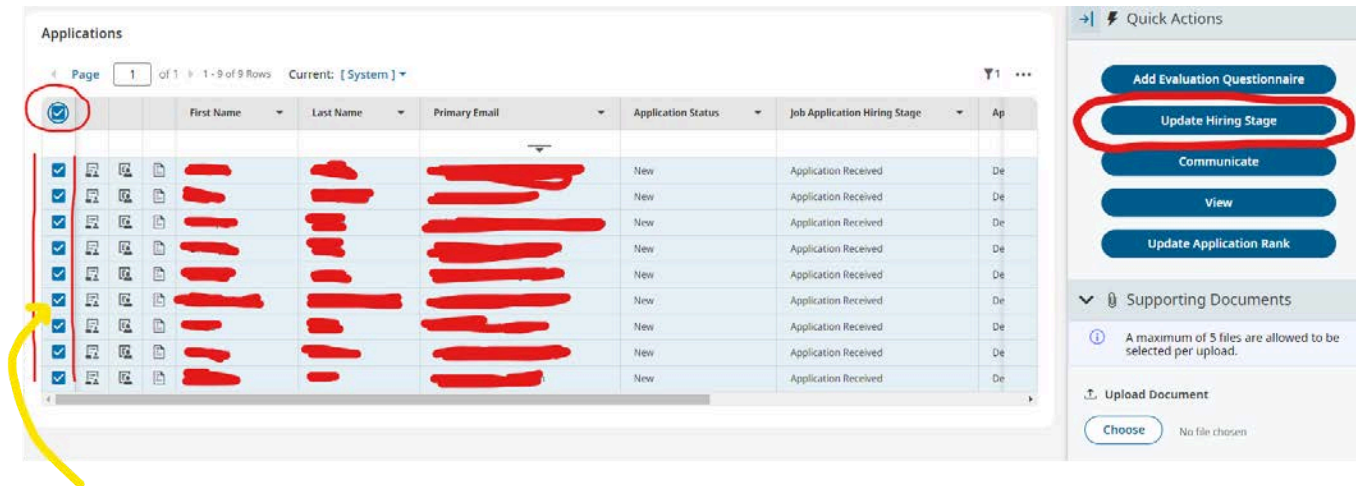 Applications
Page 1 of 1 1 - 9 of 9 Rows Current: [ System ]
1
First Name Last Name Primary Email Application Status Job Application Hiring Stage Ap
New Application Received De
New Application Received De
New Application Received De
New Application Received De
New Application Received De
New Application Received De
New Application Received De
New Application Received De
New Application Received De
Quick Actions
Add Evaluation Questionnaire
Update Hiring Stage
Communicate
View
Update Application Rank
Supporting Documents
A maximum of 5 files are allowed to be
selected per upload.
Upload Document
Choose No file chosen